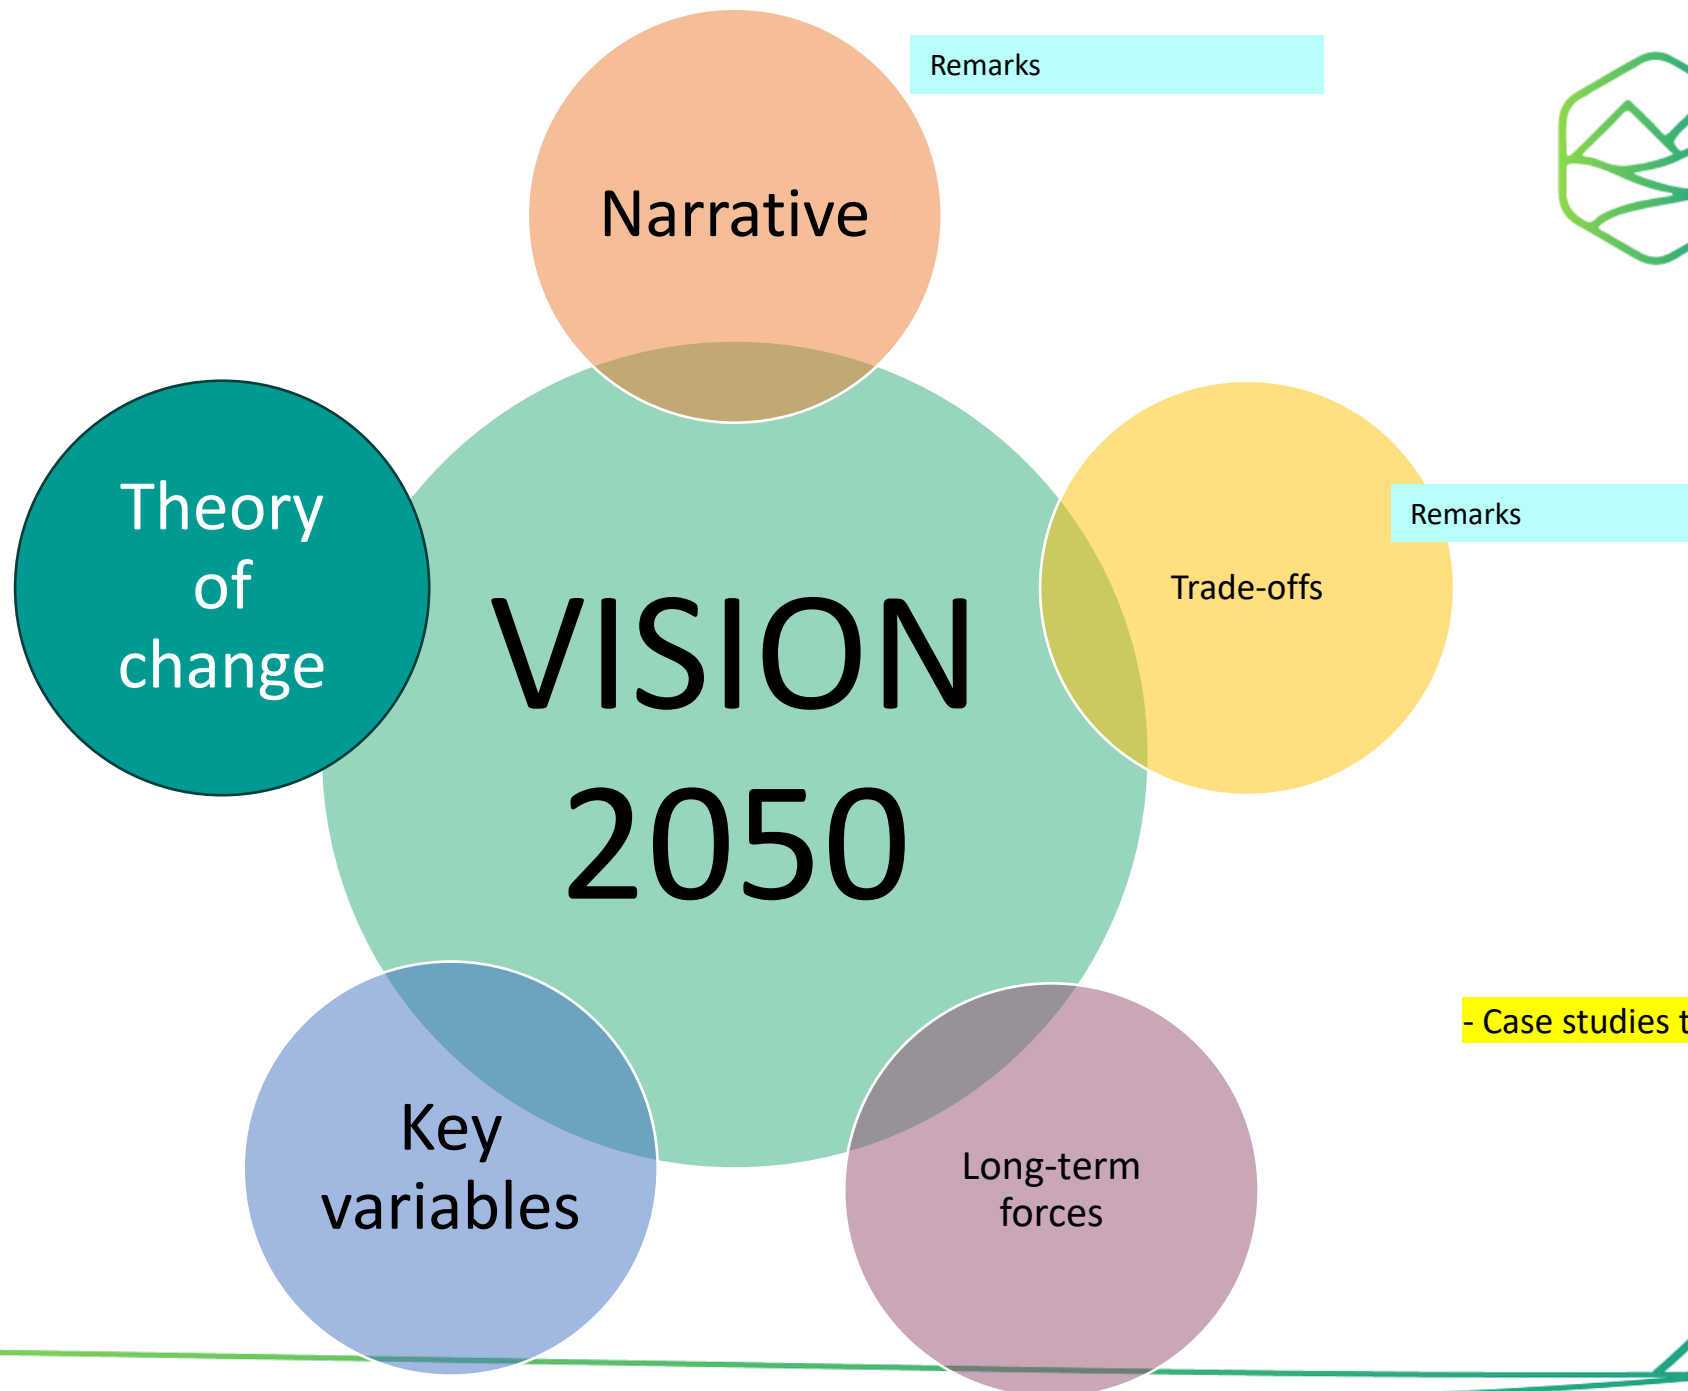 Remarks
Narrative
Theory
of
change
Remarks
Trade-offs
VISION
2050
- Case studies
Key
variables
Long-term
forces